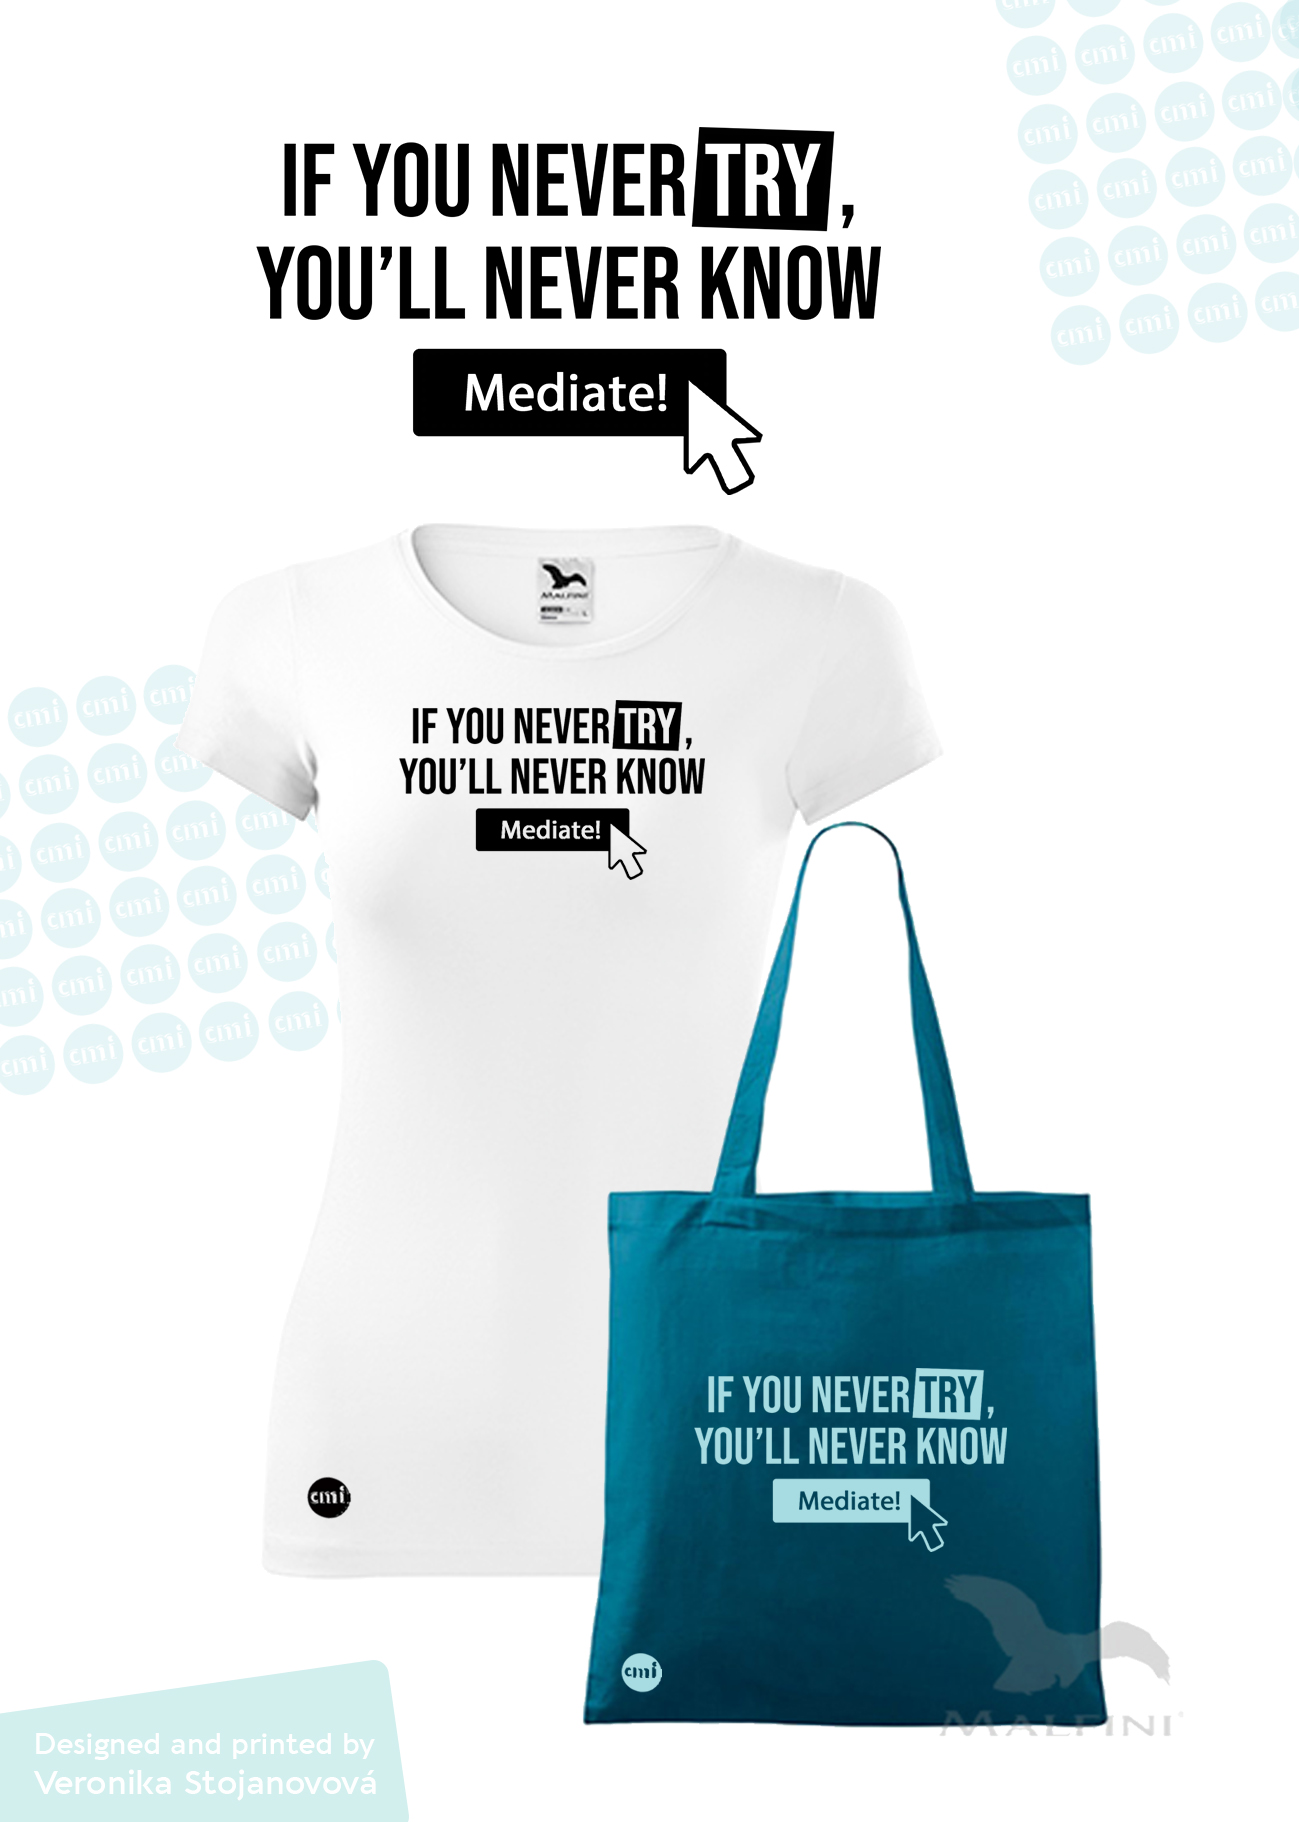 IF YOU NEVER TRY,
YOU'LL NEVER KNOW
Mediate!
MALFINI
IF YOU NEVER TRY,
YOU'LL NEVER KNOW
Mediate!
cmi
IF YOU NEVER TRY,
YOU'LL NEVER KNOW
Mediate!
cmi
MALFINI
Designed and printed by
Veronika Stojanovová